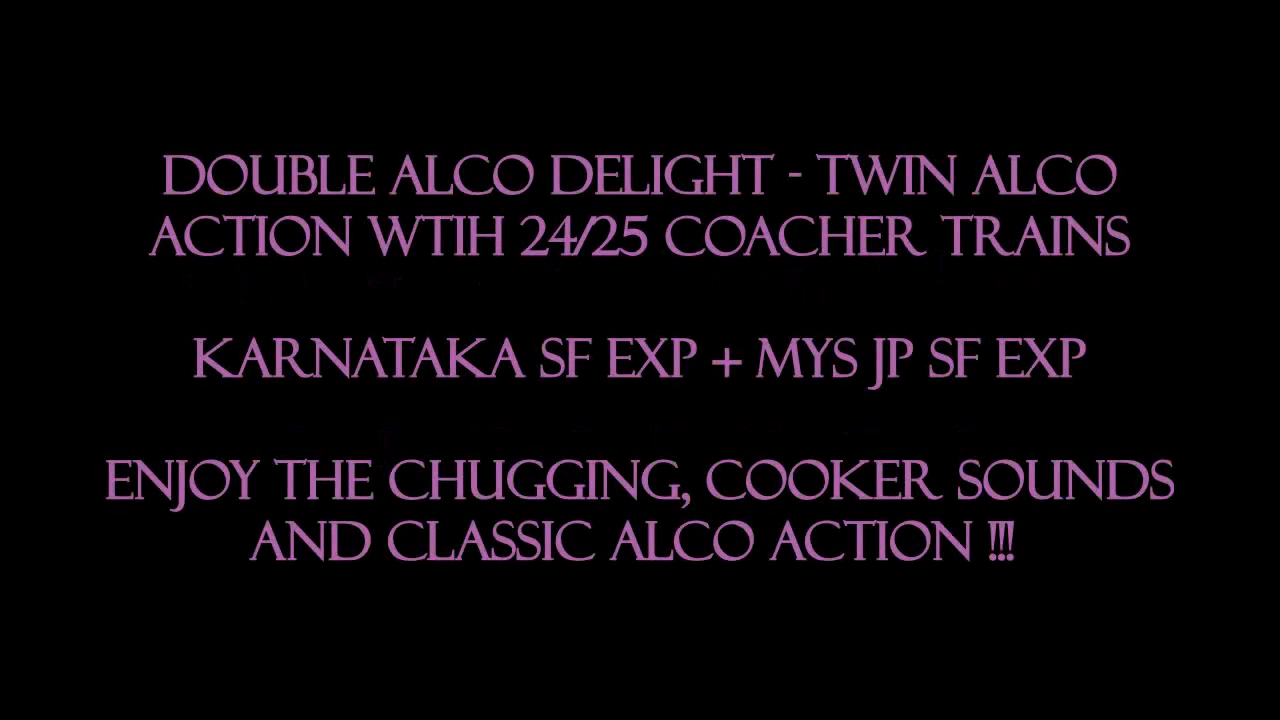 DOUBLE ALCO DELIGHT - TWIN ALCO
ACTION WTIH 24/25 COACHER TRAINS
KARNATAKA SF EXP + MYS JP SF EXP
ENJOY THE CHUGGING, COOKER SOUNDS
AND CLASSIC ALCO ACTION !!!